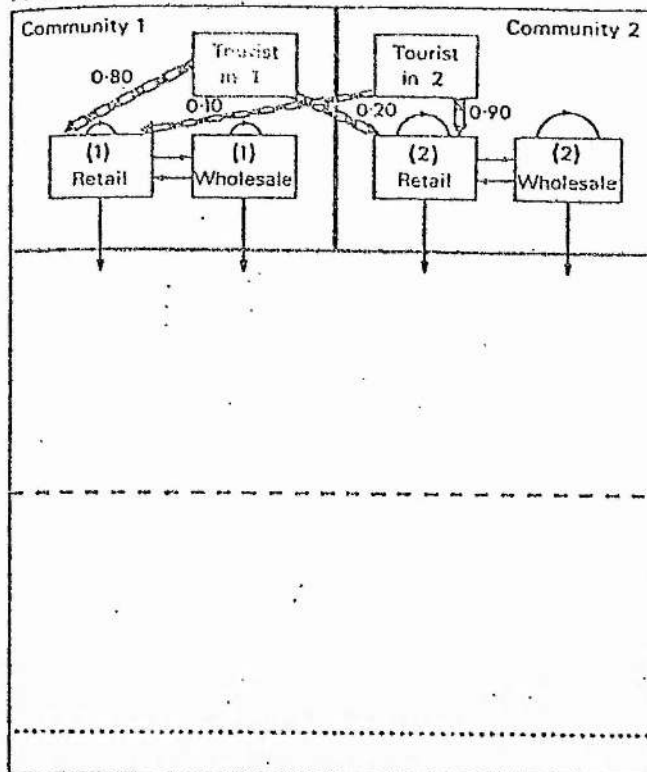 Community 1
Community 2
Tourist
in 1
Tourist
in 2
0·80
0·10
0·20
0·90
(1)
Retail
(1)
Wholesale
(2)
Retail
(2)
Wholesale